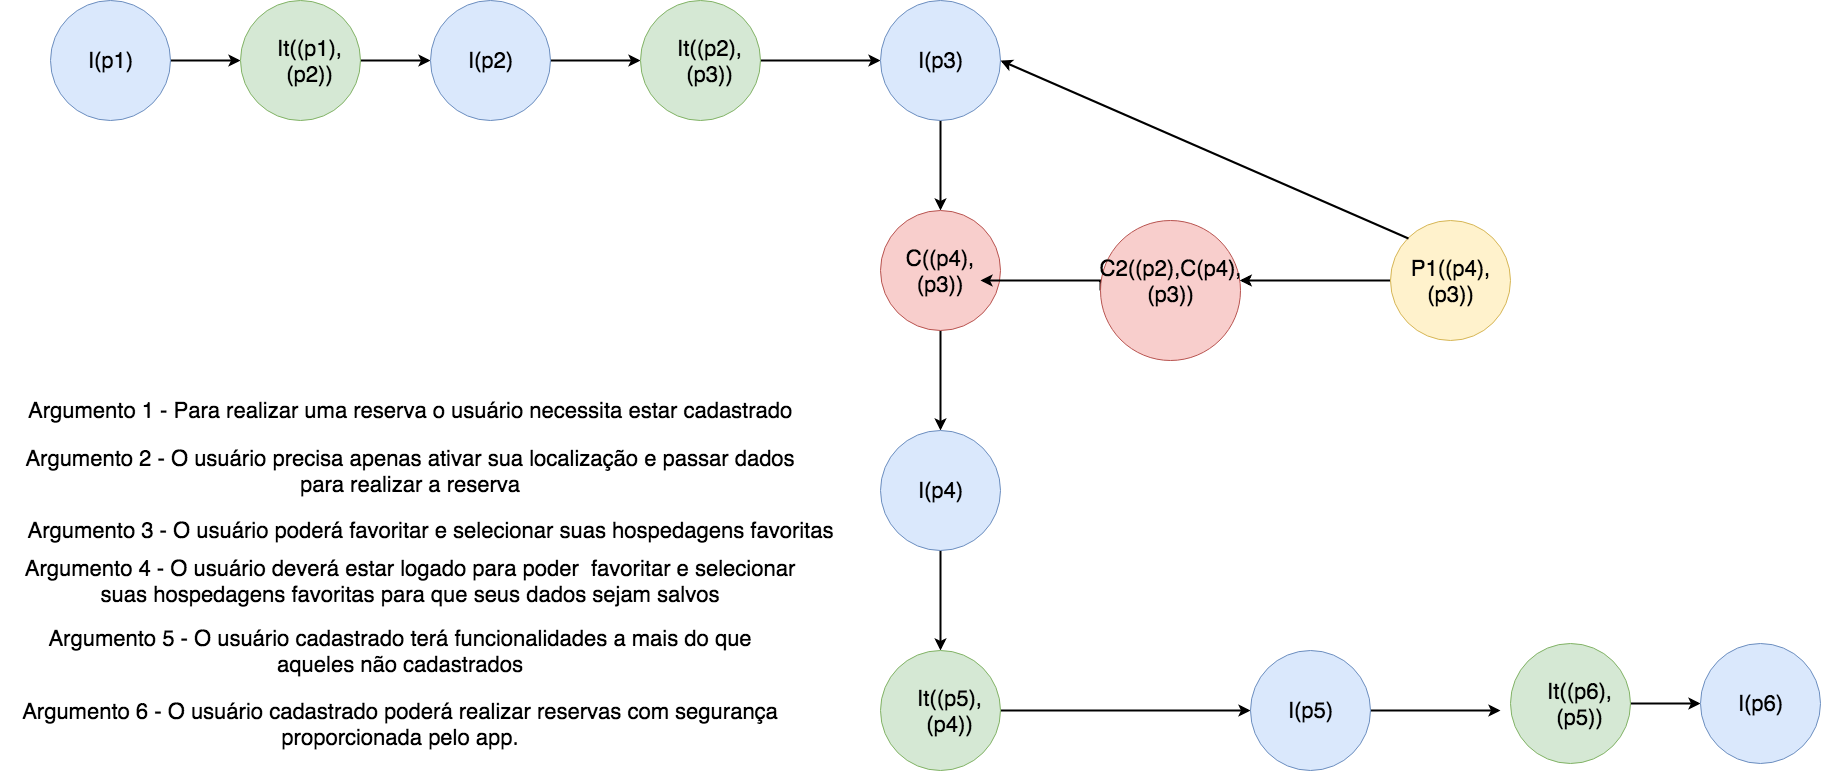 I(p1)
It((p1),
(p2))
I(p2)
It((p2),
(p3))
I(p3)
C((p4),
(p3))
C2((p2),C(p4),
(p3))
P1((p4),
(p3))
Argumento 1 - Para realizar uma reserva o usuário necessita estar cadastrado
Argumento 2 - O usuário precisa apenas ativar sua localização e passar dados
para realizar a reserva
Argumento 3 - O usuário poderá favoritar e selecionar suas hospedagens favoritas
Argumento 4 - O usuário deverá estar logado para poder favoritar e selecionar
suas hospedagens favoritas para que seus dados sejam salvos
Argumento 5 - O usuário cadastrado terá funcionalidades a mais do que
aqueles não cadastrados
Argumento 6 - O usuário cadastrado poderá realizar reservas com segurança
proporcionada pelo app.
I(p4)
It((p5),
(p4))
I(p5)
It((p6),
(p5))
I(p6)